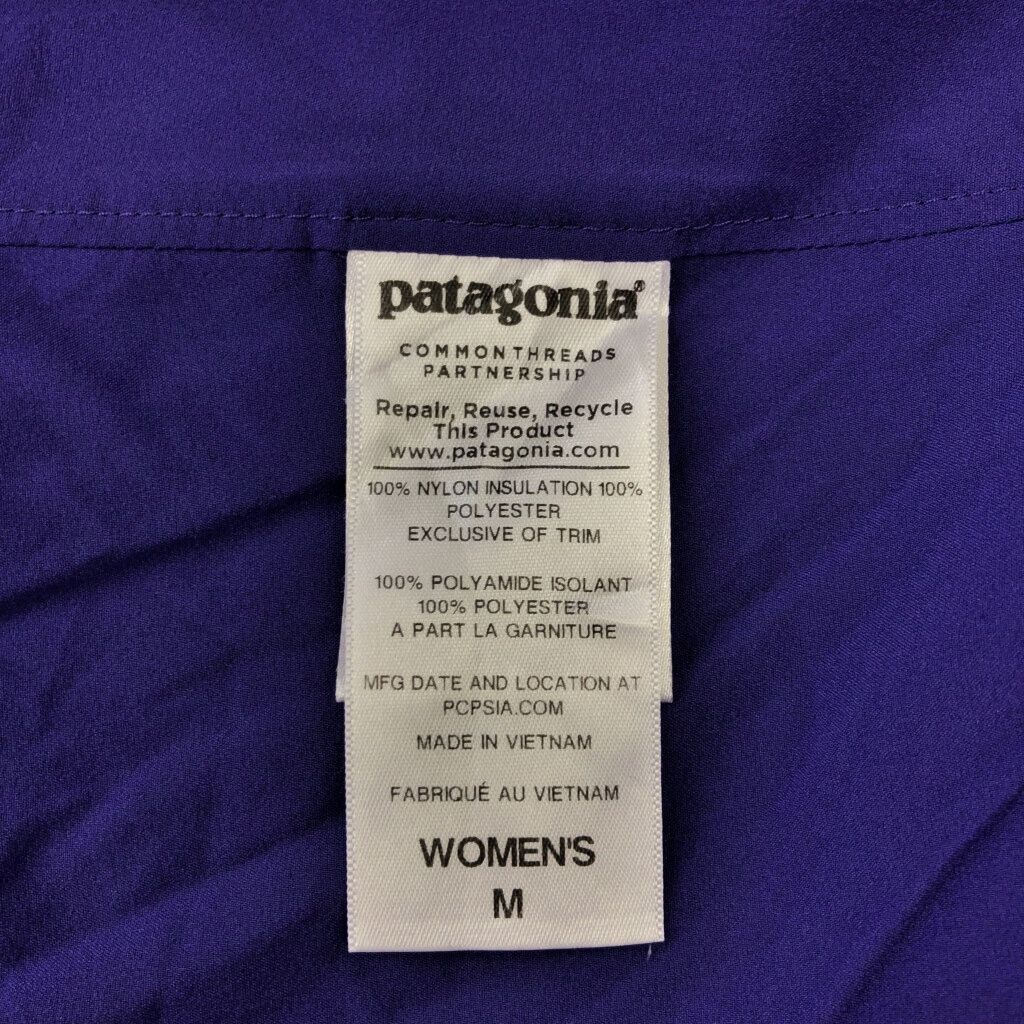 patagonia®
COMMON THREADS
PARTNERSHIP
Repair, Reuse, Recycle
This Product
www.patagonia.com
100% NYLON INSULATION 100%
POLYESTER
EXCLUSIVE OF TRIM
100% POLYAMIDE ISOLANT
100% POLYESTER
A PART LA GARNITURE
MFG DATE AND LOCATION AT
PCPSIA.COM
MADE IN VIETNAM
FABRIQUÉ AU VIETNAM
WOMEN'S
M